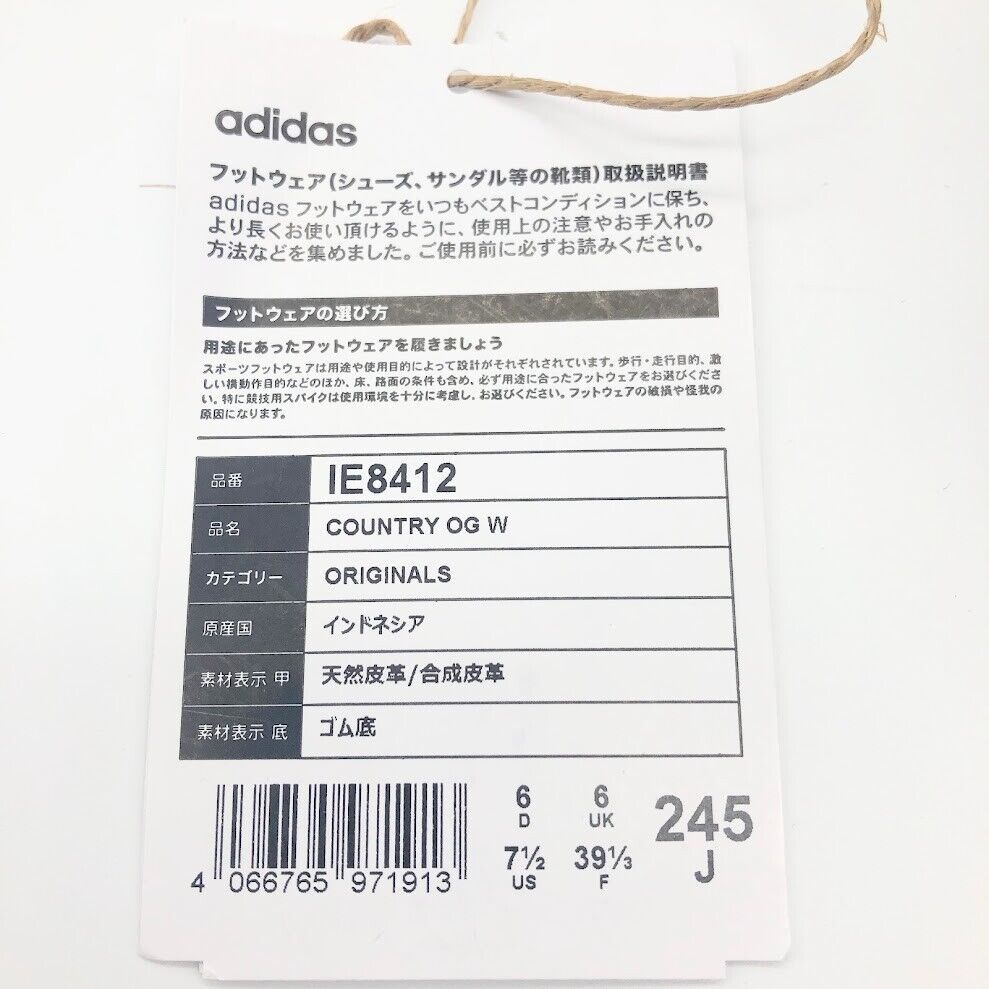 adidas
フットウェア(シューズ、サンダル等の靴類)取扱説明書
adidas フットウェアをいつもベストコンディションに保ち、
より長くお使い頂けるように、使用上の注意やお手入れの
方法などを集めました。ご使用前に必ずお読みください。
フットウェアの選び方
用途にあったフットウェアを履きましょう
スポーツフットウェアは用途や使用目的によって設計がそれぞれされています。歩行・走行目的、激
しい横動作目的などのほか、床、路面の条件も含め、必ず用途に合ったフットウェアをお選びくださ
い。特に競技用スパイクは使用環境を十分に考慮し、お選びください。フットウェアの破損や怪我の
原因になります。
品番 IE8412
品名 COUNTRY OG W
カテゴリー ORIGINALS
原産国 インドネシア
素材表示 甲 天然皮革/合成皮革
素材表示 底 ゴム底
6 6 245
D UK J
7½ 39⅓
US F
4 066765 971913